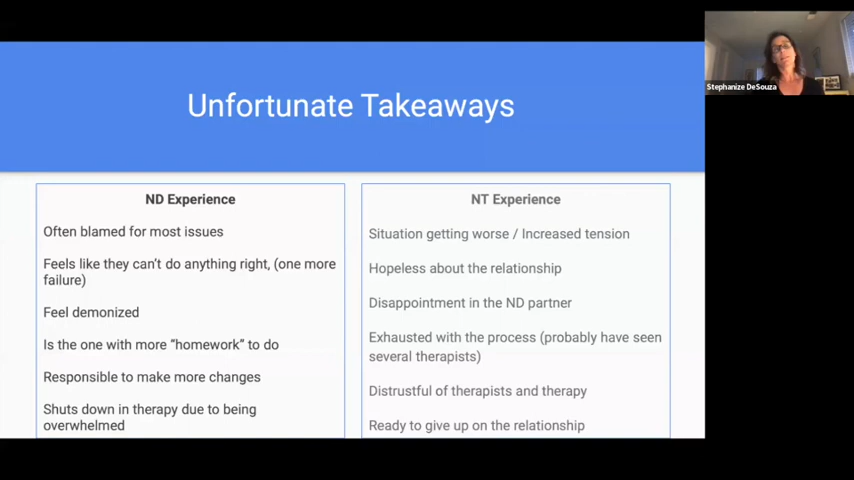 Unfortunate Takeaways
Stephanize DeSouza
ND Experience
Often blamed for most issues
Feels like they can't do anything right, (one more
failure)
Feel demonized
Is the one with more “homework” to do
Responsible to make more changes
Shuts down in therapy due to being
overwhelmed
NT Experience
Situation getting worse / Increased tension
Hopeless about the relationship
Disappointment in the ND partner
Exhausted with the process (probably have seen
several therapists)
Distrustful of therapists and therapy
Ready to give up on the relationship